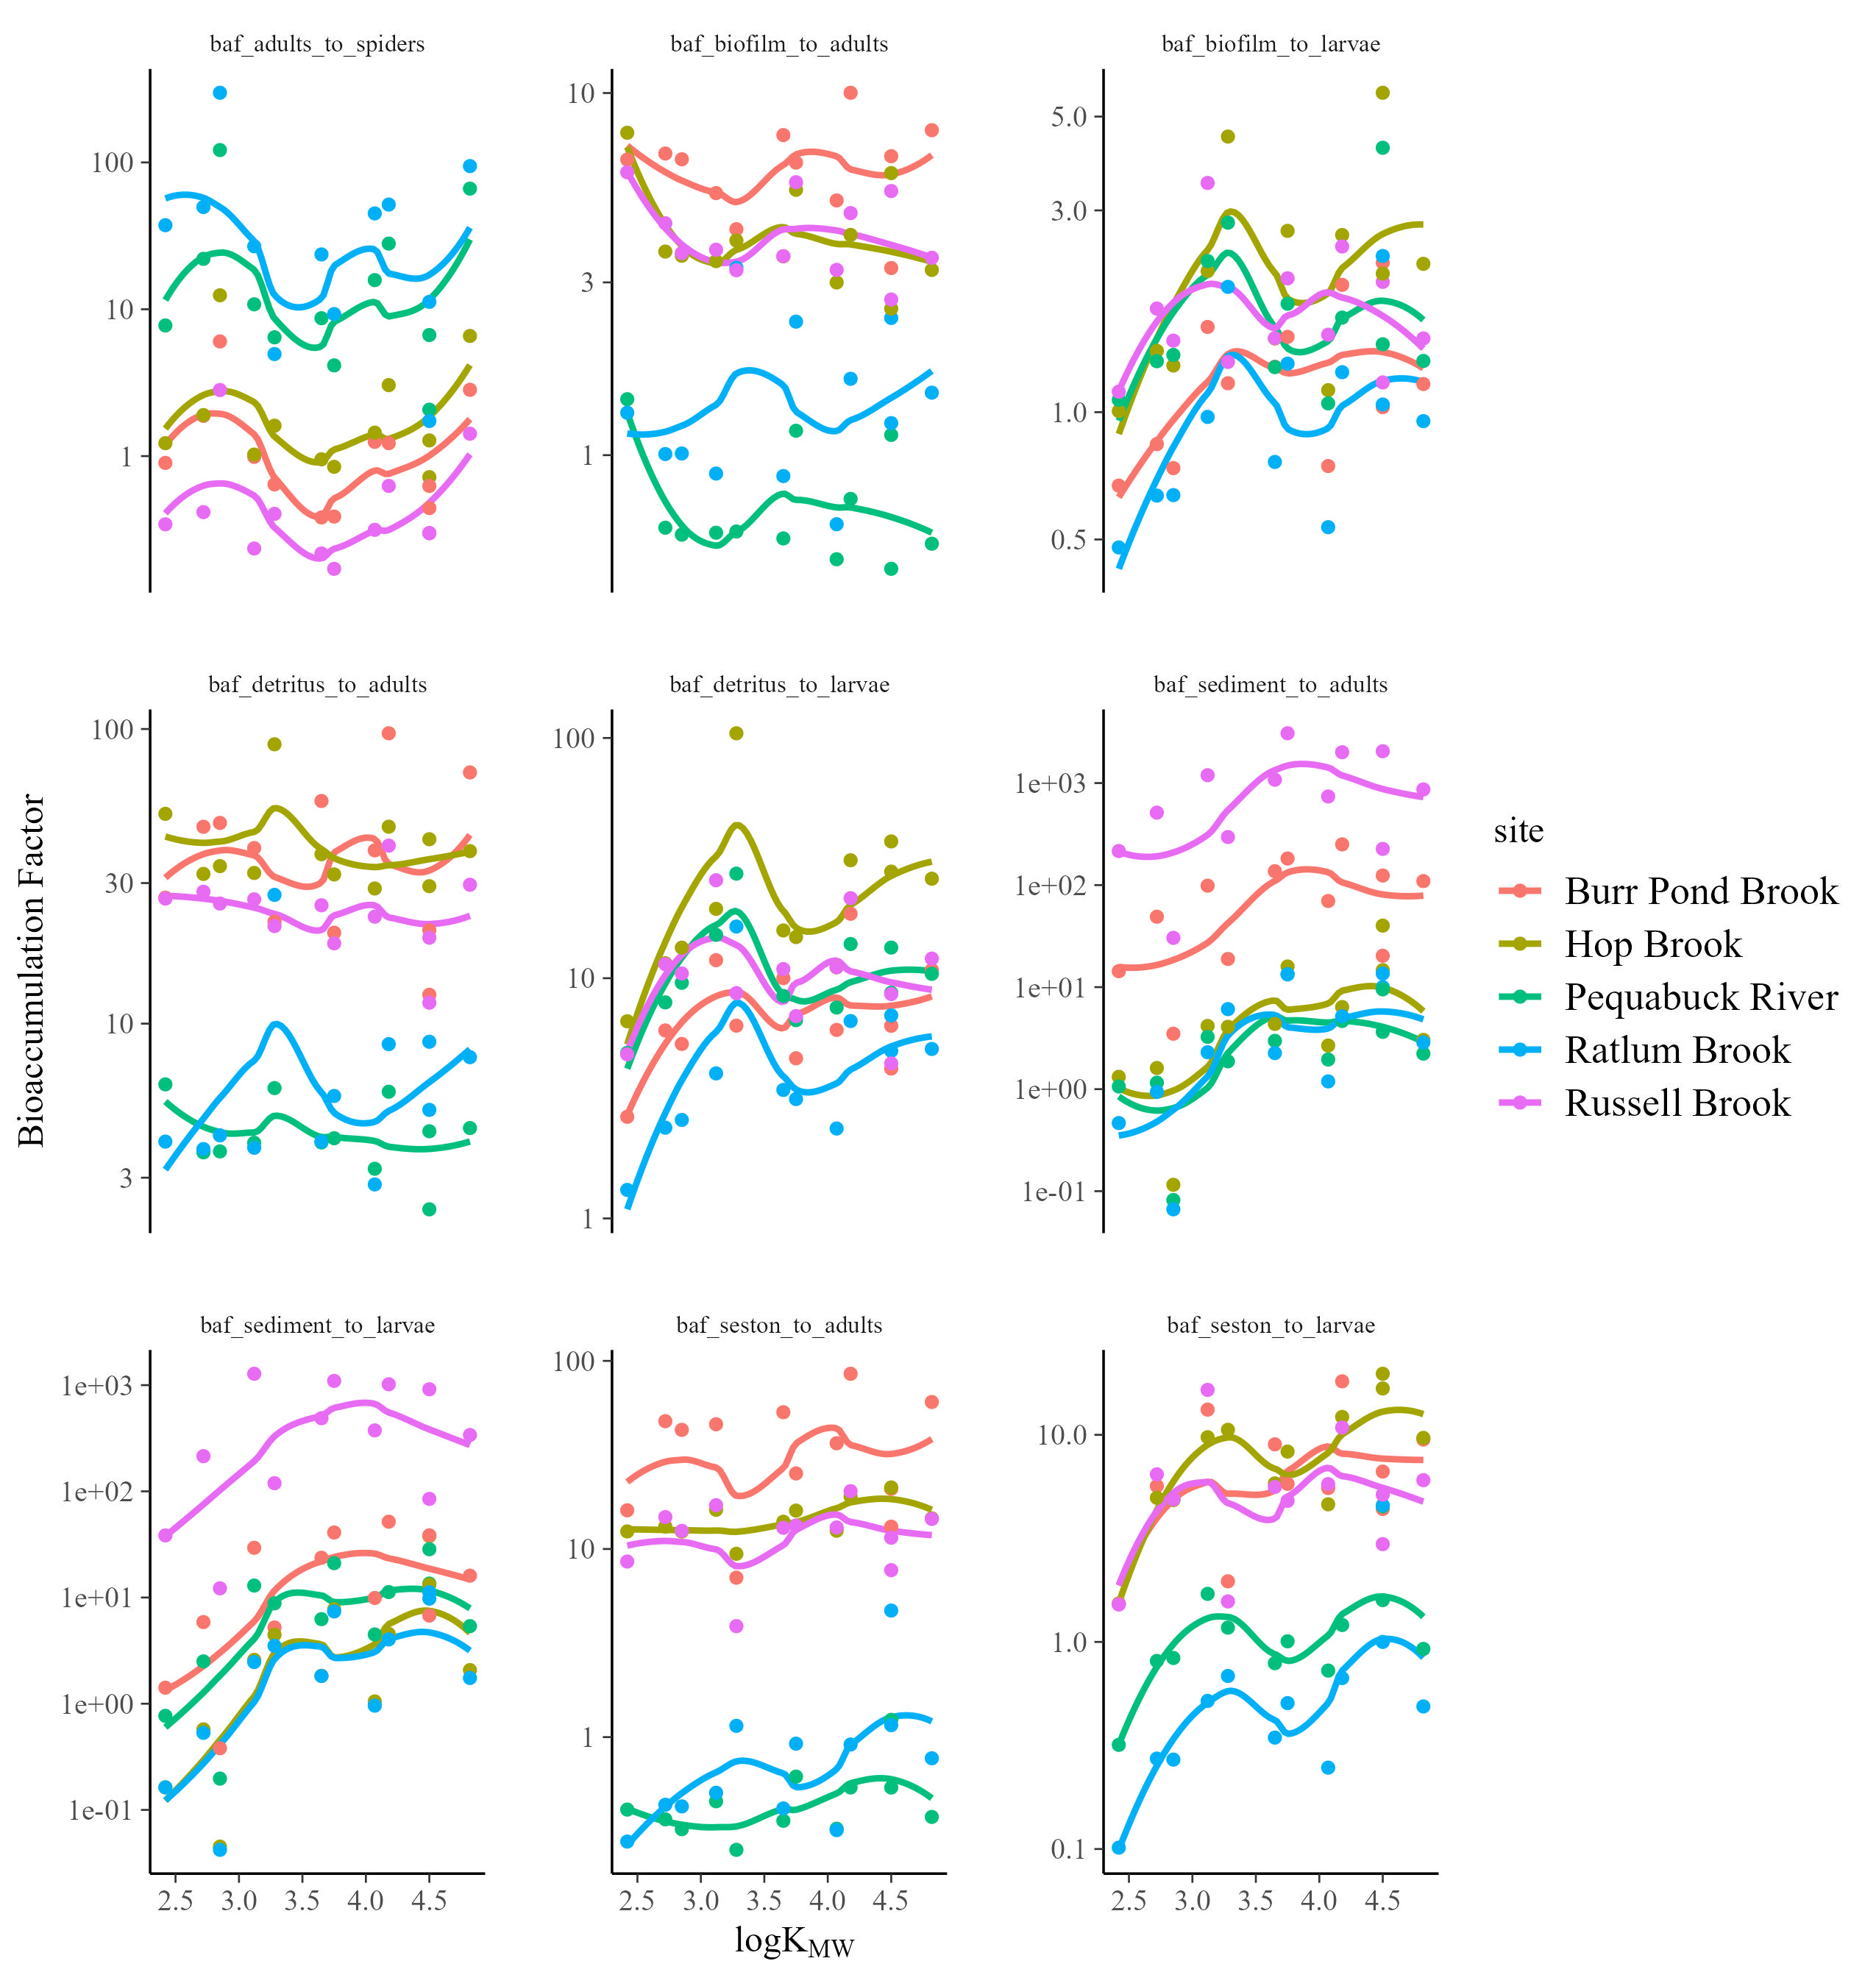 baf_adults_to_spiders
baf_biofilm_to_adults
baf_biofilm_to_larvae
100
10
1
10
3
1
5.0
3.0
1.0
0.5
baf_detritus_to_adults
baf_detritus_to_larvae
baf_sediment_to_adults
100
30
10
3
100
10
1
1e+03
1e+02
1e+01
1e+00
1e-01
baf_sediment_to_larvae
baf_seston_to_adults
baf_seston_to_larvae
1e+03
1e+02
1e+01
1e+00
1e-01
100
10
1
10.0
1.0
0.1
2.5 3.0 3.5 4.0 4.5
2.5 3.0 3.5 4.0 4.5
2.5 3.0 3.5 4.0 4.5
logK_MW
Bioaccumulation Factor
site
Burr Pond Brook
Hop Brook
Pequabuck River
Ratlum Brook
Russell Brook